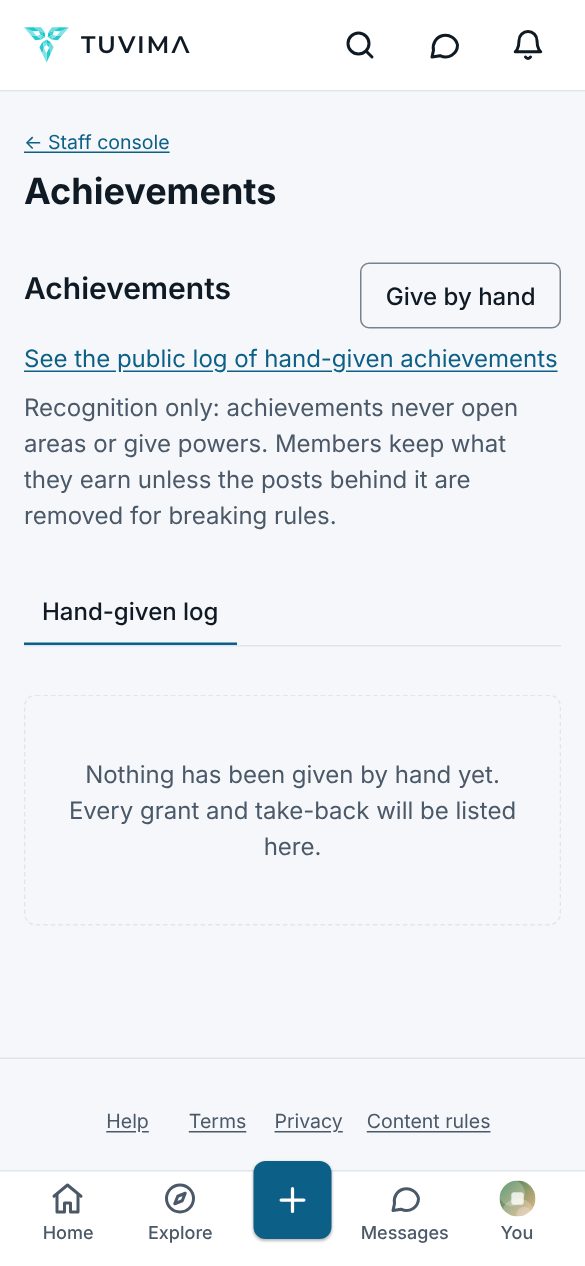 TUVIMA
← Staff console
Achievements
Achievements
Give by hand
See the public log of hand-given achievements
Recognition only: achievements never open
areas or give powers. Members keep what
they earn unless the posts behind it are
removed for breaking rules.
Hand-given log
Nothing has been given by hand yet.
Every grant and take-back will be listed
here.
Help Terms Privacy Content rules
Home Explore Messages You